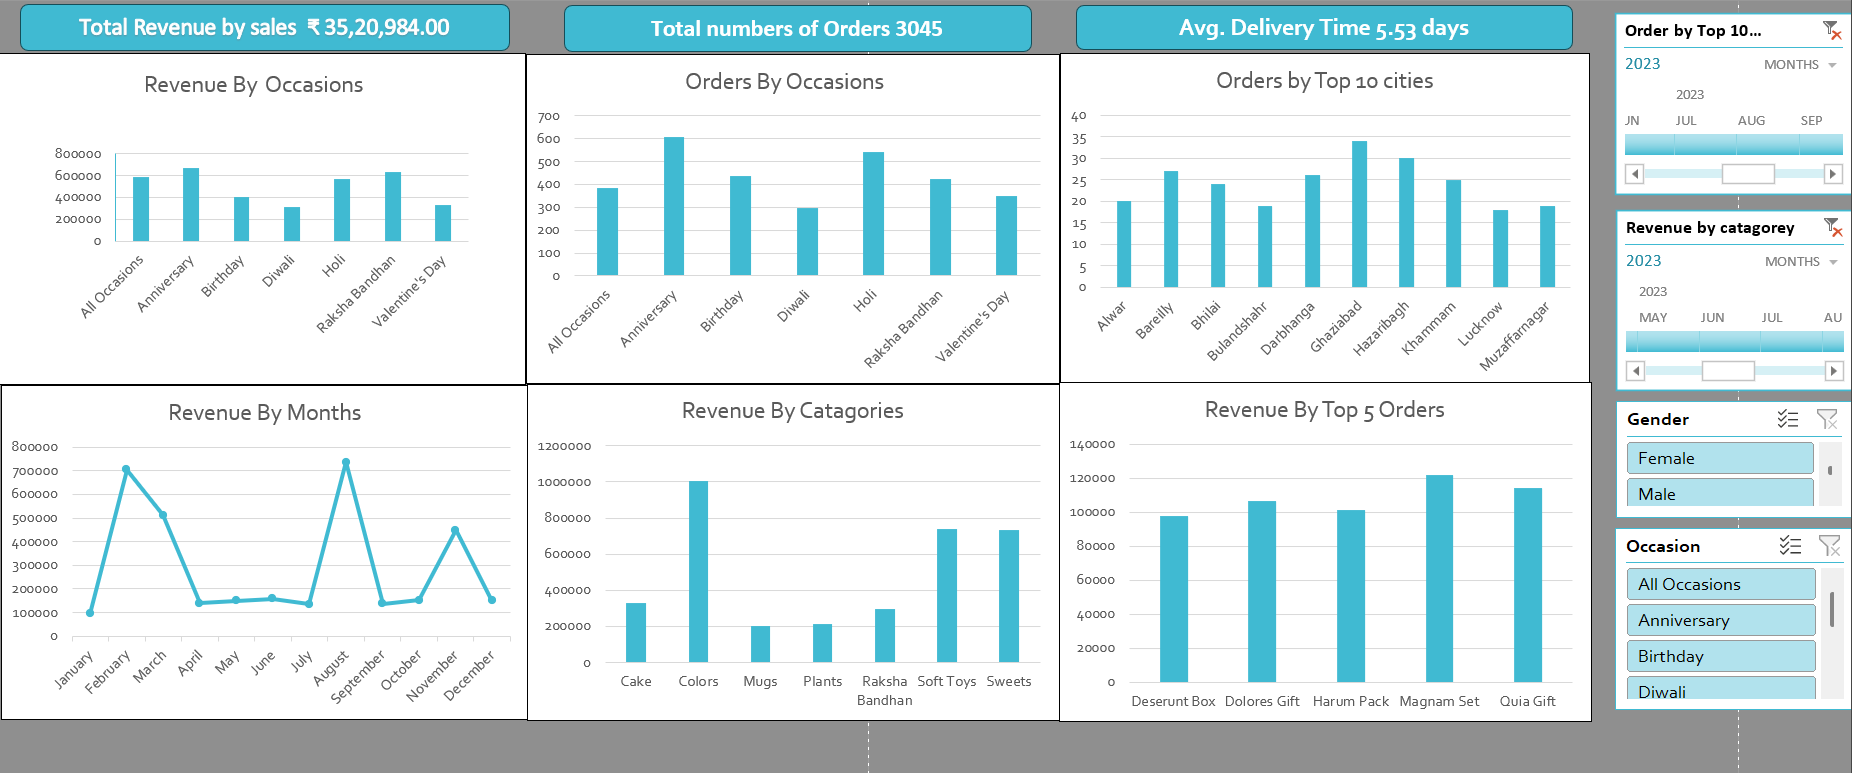 Total Revenue by sales ₹ 35,20,984.00
Total numbers of Orders 3045
Avg. Delivery Time 5.53 days
Revenue By Occasions
800000
600000
400000
200000
0
All Occasions
Anniversary
Birthday
Diwali
Holi
Raksha Bandhan
Valentine's Day
Orders By Occasions
700
600
500
400
300
200
100
0
All Occasions
Anniversary
Birthday
Diwali
Holi
Raksha Bandhan
Valentine's Day
Orders by Top 10 cities
40
35
30
25
20
15
10
5
0
Alwar
Bareilly
Bhilai
Bulandshahr
Darbhanga
Ghaziabad
Hazaribagh
Khammam
Lucknow
Muzaffarnagar
Revenue By Months
800000
700000
600000
500000
400000
300000
200000
100000
0
January
February
March
April
May
June
July
August
September
October
November
December
Revenue By Catagories
1200000
1000000
800000
600000
400000
200000
0
Cake
Colors
Mugs
Plants
Raksha
Bandhan
Soft Toys
Sweets
Revenue By Top 5 Orders
140000
120000
100000
80000
60000
40000
20000
0
Deserunt Box
Dolores Gift
Harum Pack
Magnam Set
Quia Gift
Order by Top 10...
2023 MONTHS
2023
JN JUL AUG SEP
Revenue by catagorey
2023 MONTHS
2023
MAY JUN JUL AU
Gender
Female
Male
Occasion
All Occasions
Anniversary
Birthday
Diwali